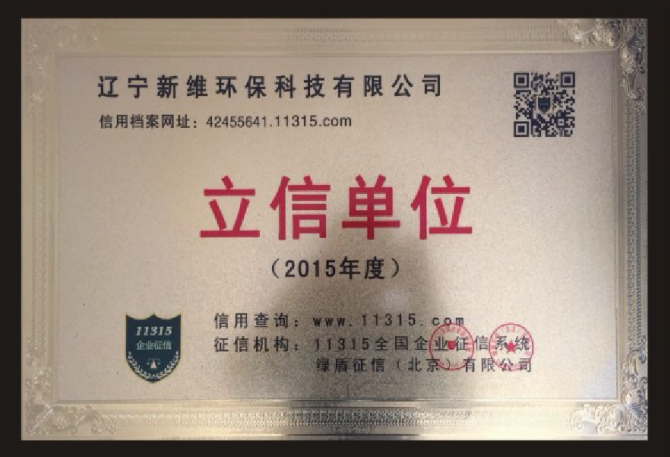 辽宁新维环保科技有限公司
信用档案网址：42455641.11315.com
立信单位
（2015年度）
11315
企业征信
信用查询：www.11315.com
征信机构：11315全国企业征信系统
绿盾征信（北京）有限公司